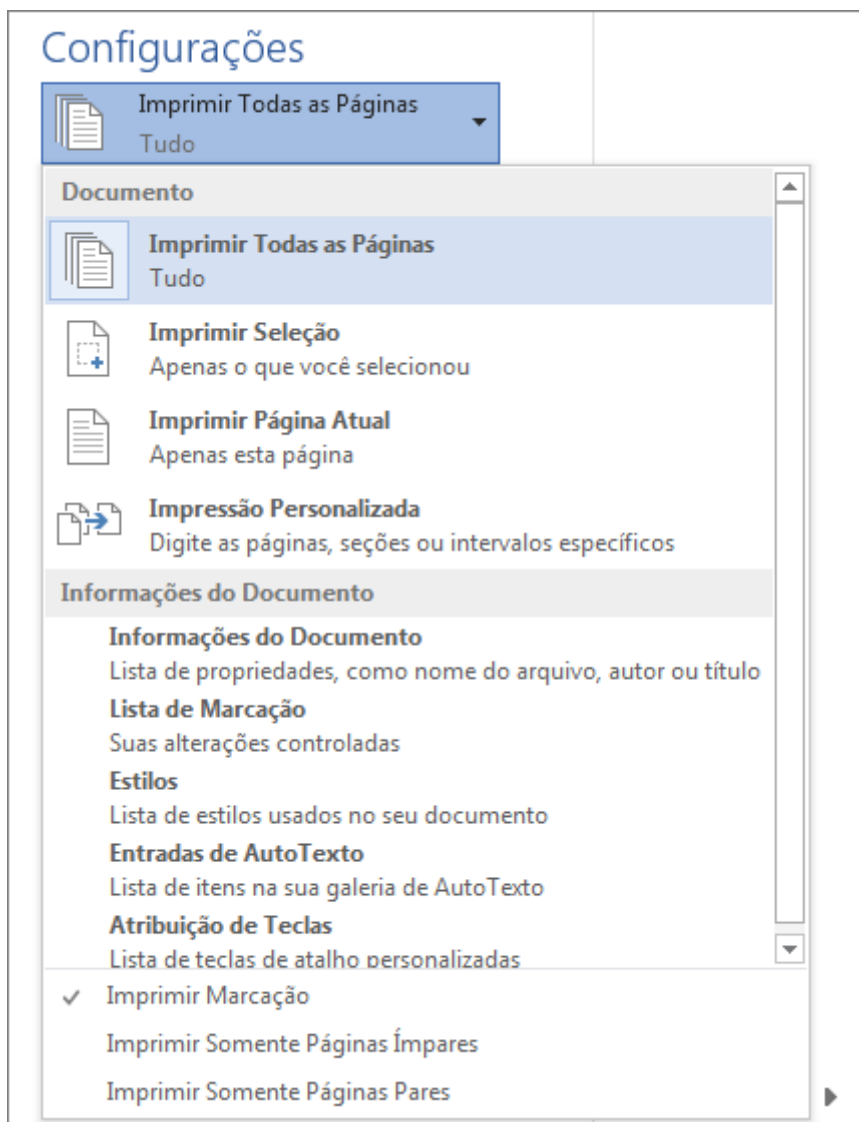 Configurações
Imprimir Todas as Páginas
Tudo
Documento
Imprimir Todas as Páginas
Tudo
Imprimir Seleção
Apenas o que você selecionou
Imprimir Página Atual
Apenas esta página
Impressão Personalizada
Digite as páginas, seções ou intervalos específicos
Informações do Documento
Informações do Documento
Lista de propriedades, como nome do arquivo, autor ou título
Lista de Marcação
Suas alterações controladas
Estilos
Lista de estilos usados no seu documento
Entradas de AutoTexto
Lista de itens na sua galeria de AutoTexto
Atribuição de Teclas
Lista de teclas de atalho personalizadas
Imprimir Marcação
Imprimir Somente Páginas Ímpares
Imprimir Somente Páginas Pares